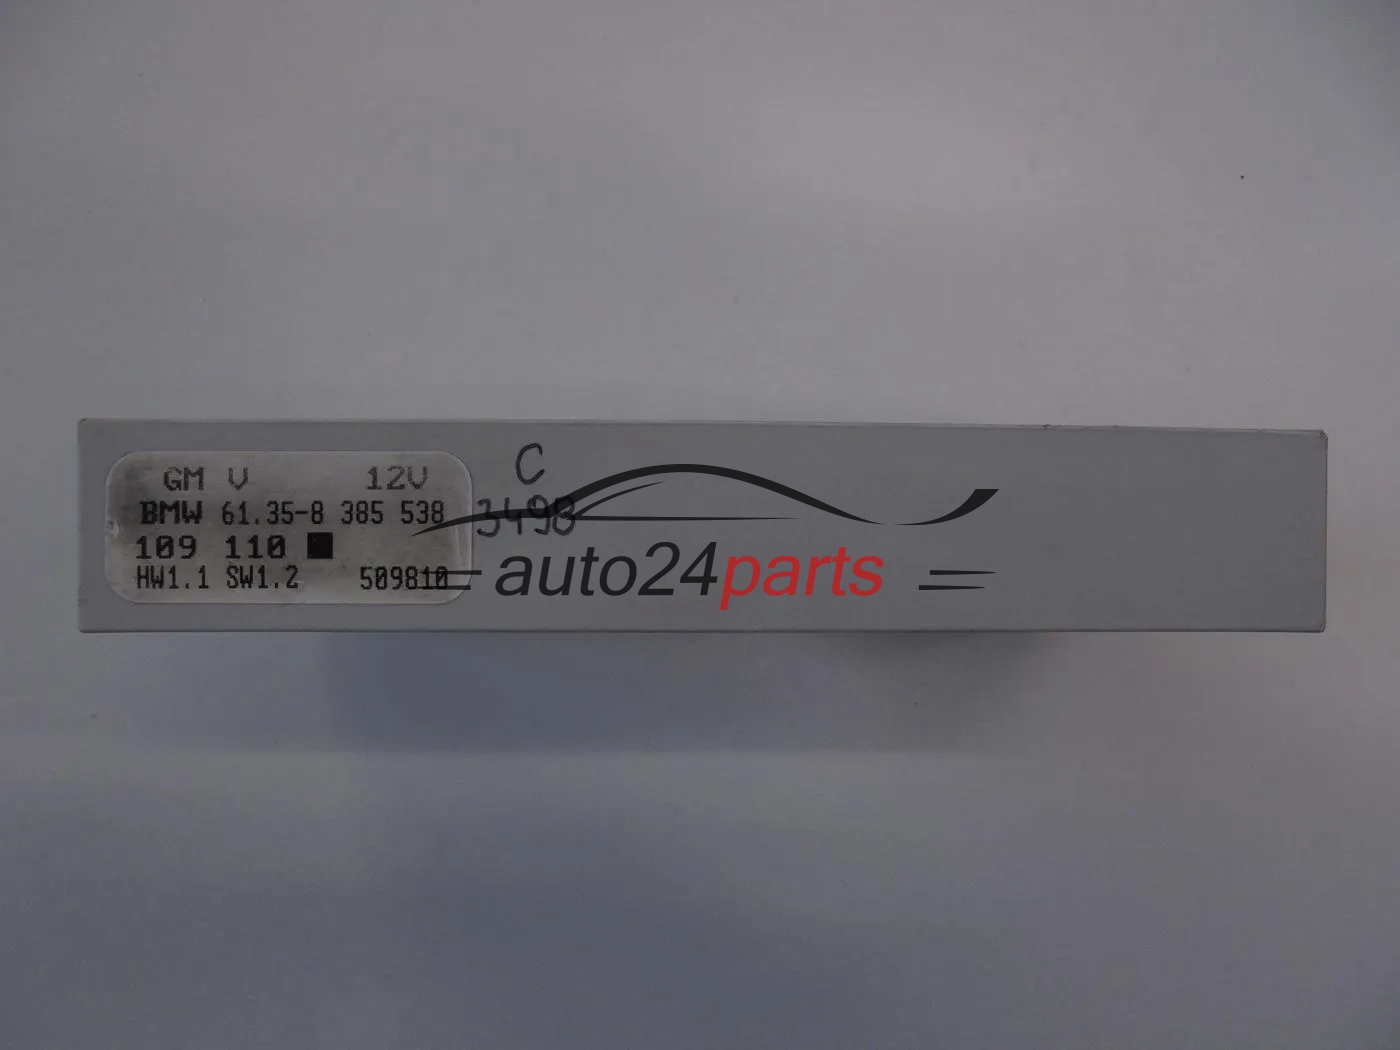 GM V 12V
BMW 61.35-8 385 538
109 110
HW1.1 SW1.2 509810
C
3498
auto24parts